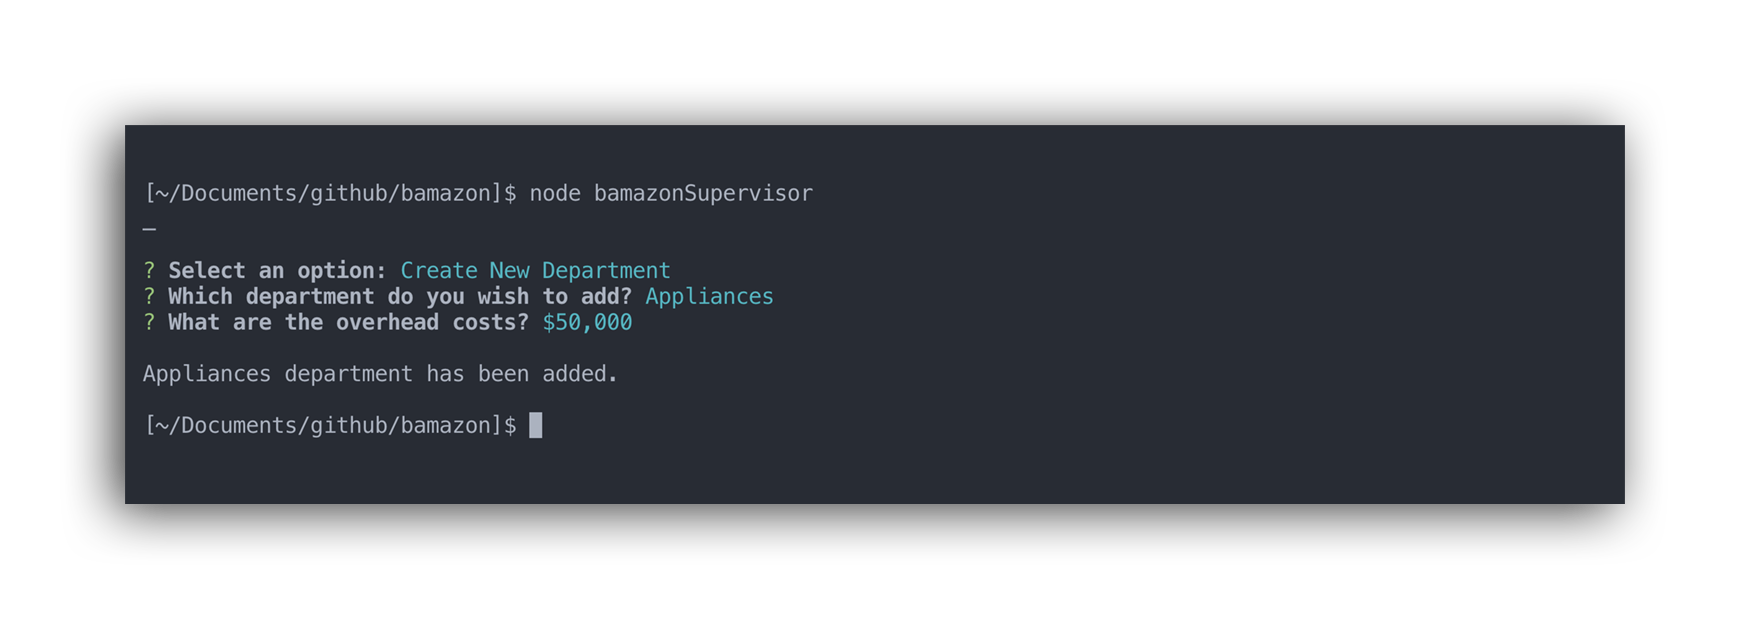 [~/Documents/github/bamazon]$ node bamazonSupervisor
_
? Select an option: Create New Department
? Which department do you wish to add? Appliances
? What are the overhead costs? $50,000
Appliances department has been added.
[~/Documents/github/bamazon]$